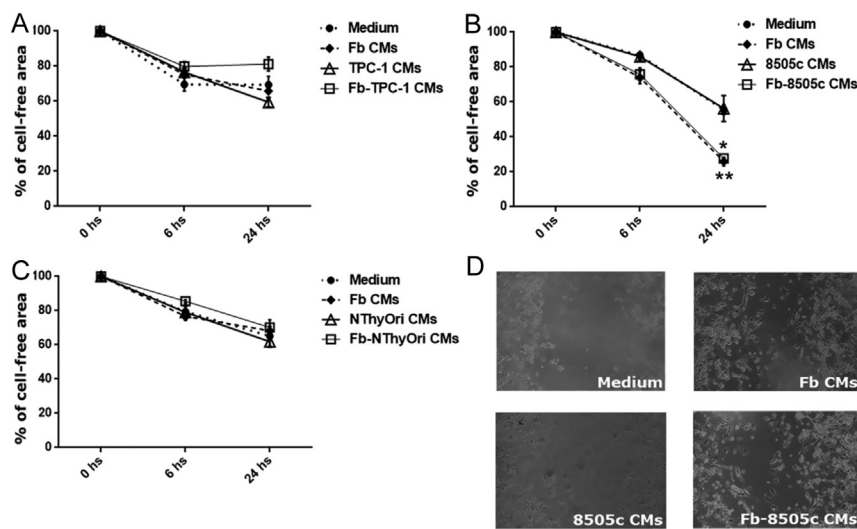 A
% of cell-free area
100
80
60
40
20
0
0 hs
6 hs
24 hs
Medium
Fb CMs
TPC-1 CMs
Fb-TPC-1 CMs
B
% of cell-free area
100
80
60
40
20
0
0 hs
6 hs
24 hs
*
**
Medium
Fb CMs
8505c CMs
Fb-8505c CMs
C
% of cell-free area
100
80
60
40
20
0
0 hs
6 hs
24 hs
Medium
Fb CMs
NThyOri CMs
Fb-NThyOri CMs
D
Medium
Fb CMs
8505c CMs
Fb-8505c CMs